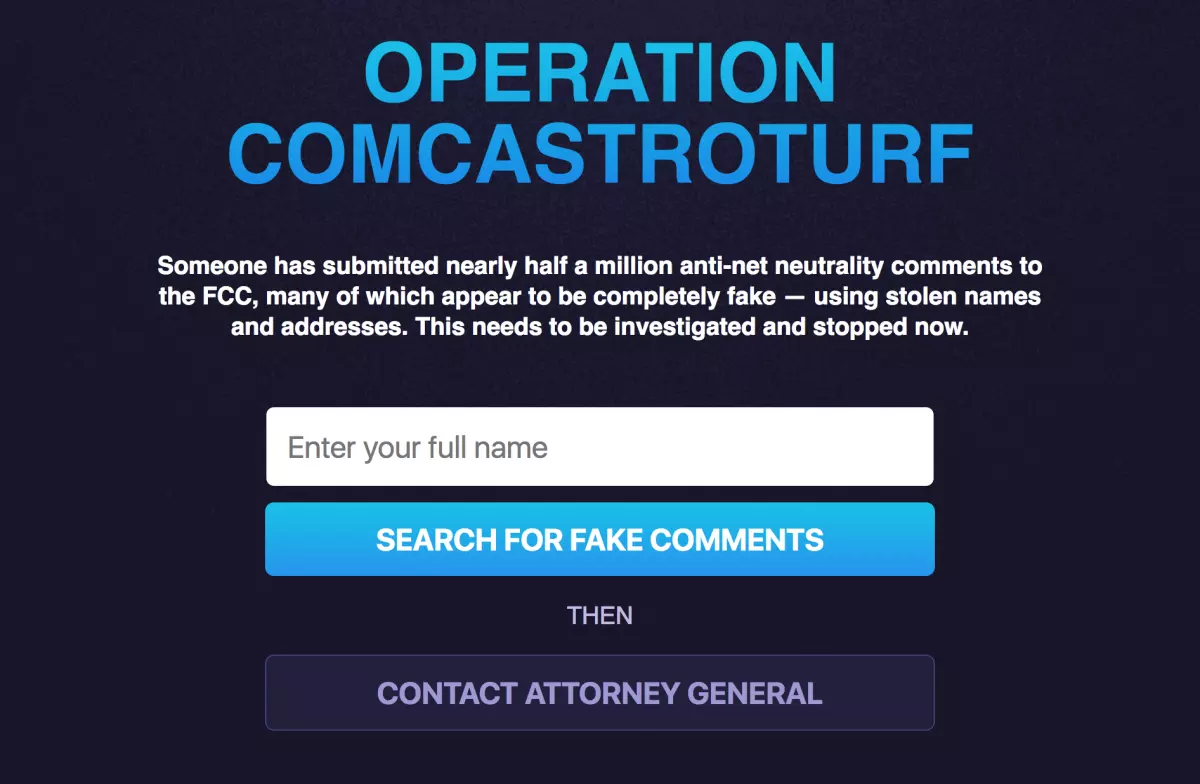 OPERATION
COMCASTROTURF
Someone has submitted nearly half a million anti-net neutrality comments to
the FCC, many of which appear to be completely fake — using stolen names
and addresses. This needs to be investigated and stopped now.
Enter your full name
SEARCH FOR FAKE COMMENTS
THEN
CONTACT ATTORNEY GENERAL